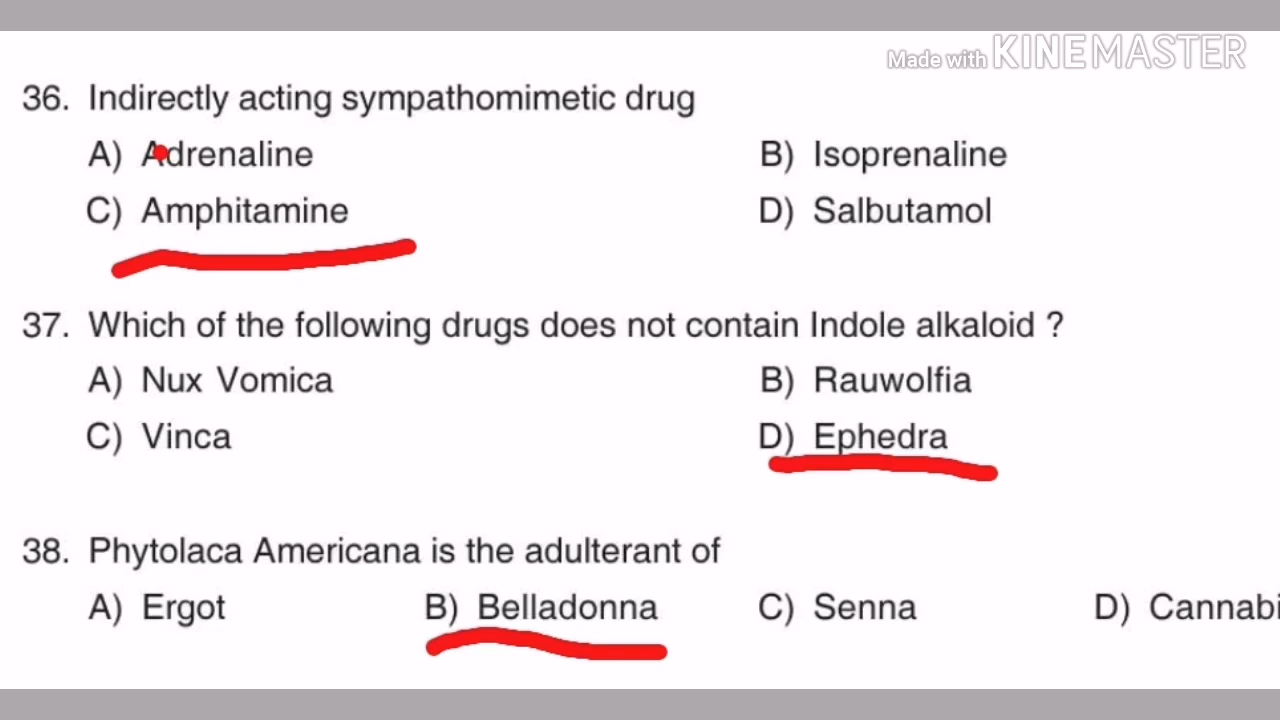 Made with KINEMASTER
36. Indirectly acting sympathomimetic drug
A) Adrenaline B) Isoprenaline
C) Amphitamine D) Salbutamol
37. Which of the following drugs does not contain Indole alkaloid ?
A) Nux Vomica B) Rauwolfia
C) Vinca D) Ephedra
38. Phytolaca Americana is the adulterant of
A) Ergot B) Belladonna C) Senna D) Cannabi